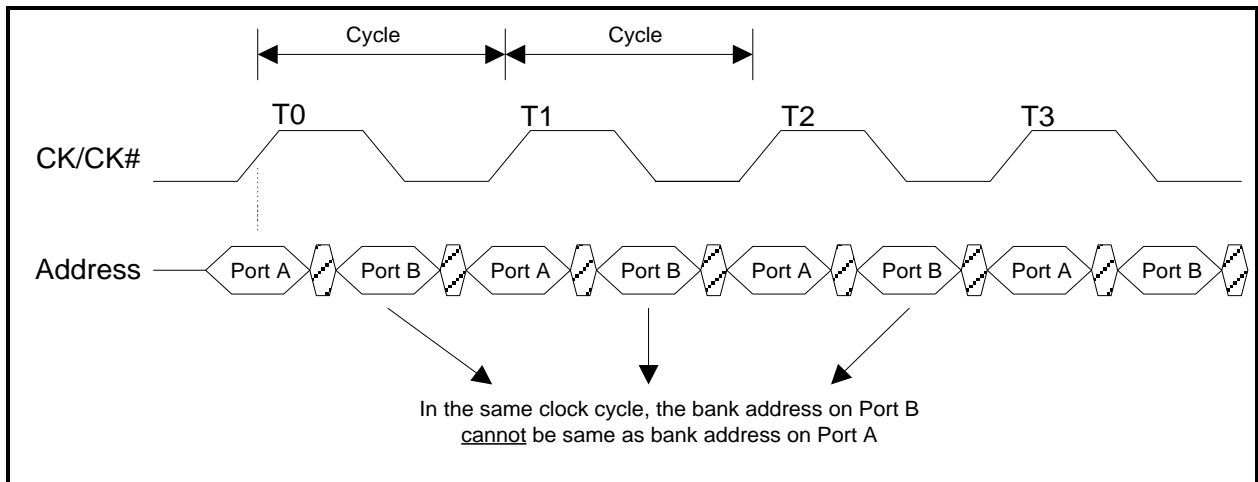 Cycle Cycle
T0 T1 T2 T3
CK/CK#
Address Port A Port B Port A Port B Port A Port B Port A Port B
In the same clock cycle, the bank address on Port B
cannot be same as bank address on Port A